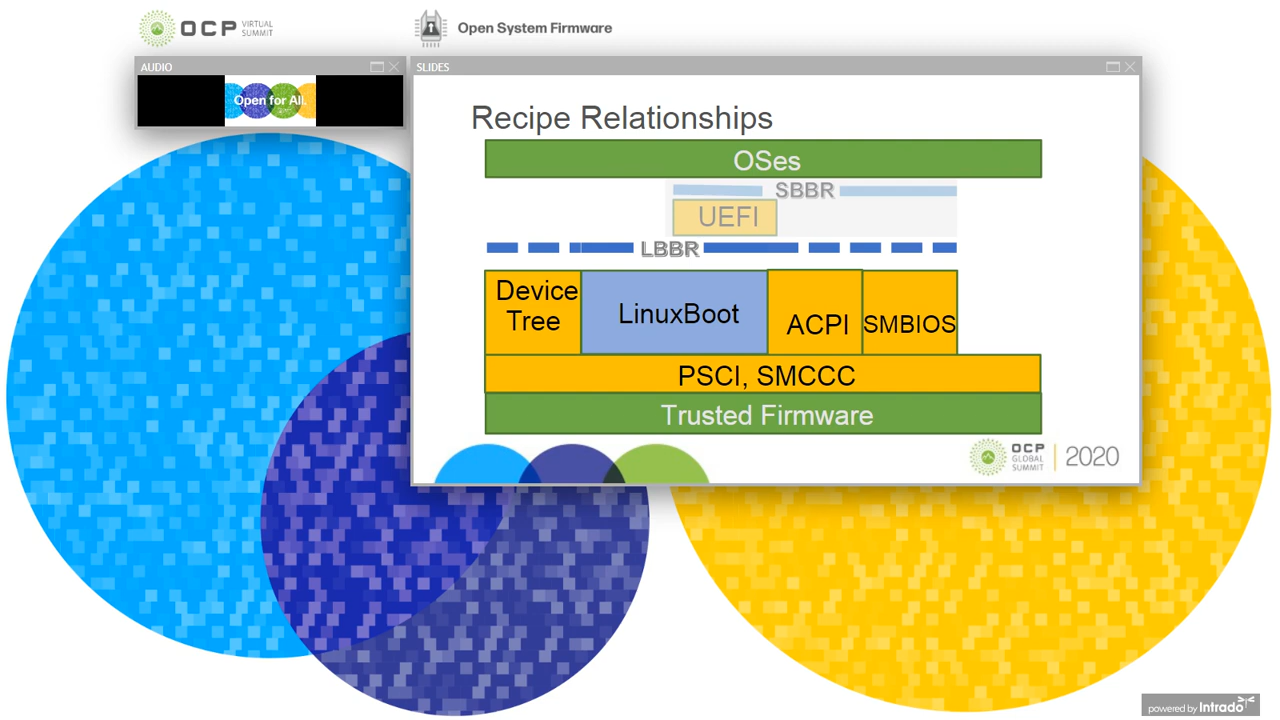 OCP VIRTUAL SUMMIT
Open System Firmware
AUDIO
Open for All.
SLIDES
Recipe Relationships
OSes
SBBR
UEFI
LBBR
Device
Tree
LinuxBoot
ACPI
SMBIOS
PSCI, SMCCC
Trusted Firmware
OCP
GLOBAL
SUMMIT
2020
powered by Intrado